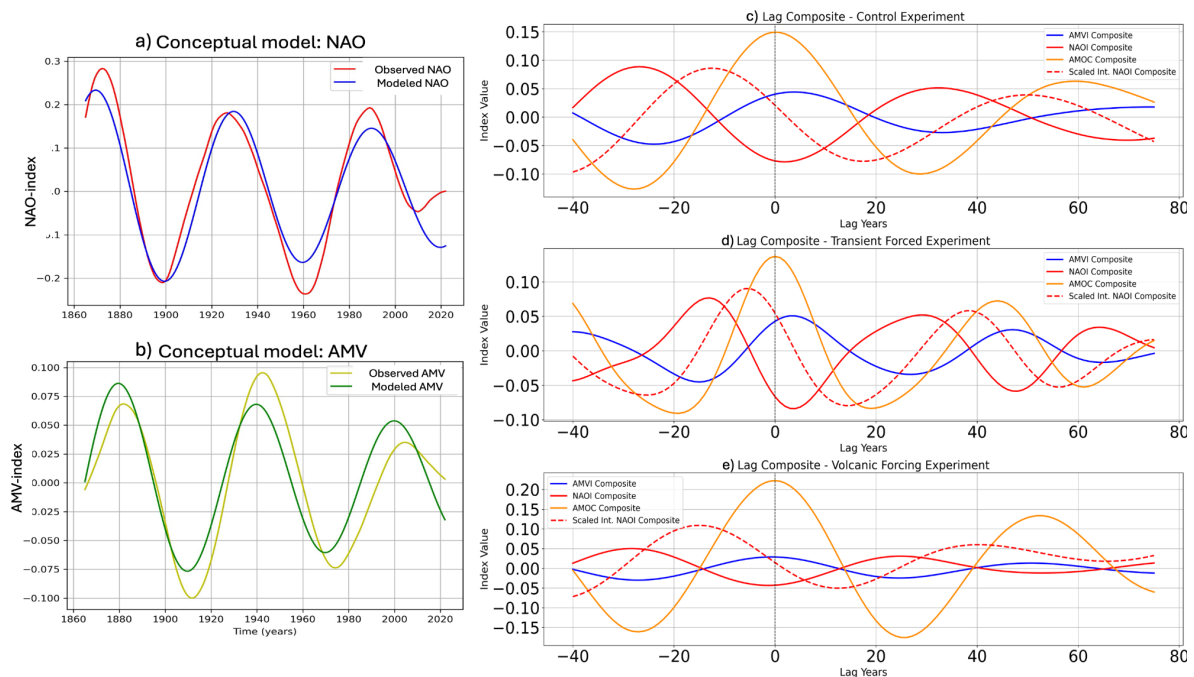 a) Conceptual model: NAO
Observed NAO
Modeled NAO
NAO-index
0.3
0.2
0.1
.0
0.1
−0.2
1860 1880 1900 1920 1940 1960 1980 2000 2020
b) Conceptual model: AMV
Observed AMV
Modeled AMV
AMV-index
0.100
0.075
0.050
0.025
0.000
0.025
−0.050
−0.075
−0.100
1860 1880 1900 1920 1940 1960 1980 2000 2020
Time (years)
c) Lag Composite - Control Experiment
AMVI Composite
NAOI Composite
AMOC Composite
Scaled Int. NAOI Composite
Index Value
0.15
0.10
0.05
0.00
−0.05
−0.10
−40 −20 0 20 40 60 80
Lag Years
d) Lag Composite - Transient Forced Experiment
AMVI Composite
NAOI Composite
AMOC Composite
Scaled Int. NAOI Composite
Index Value
0.10
0.05
0.00
−0.05
−0.10
−40 −20 0 20 40 60 80
Lag Years
e) Lag Composite - Volcanic Forcing Experiment
AMVI Composite
NAOI Composite
AMOC Composite
Scaled Int. NAOI Composite
Index Value
0.20
0.15
0.10
0.05
0.00
−0.05
−0.10
−0.15
−40 −20 0 20 40 60 80
Lag Years